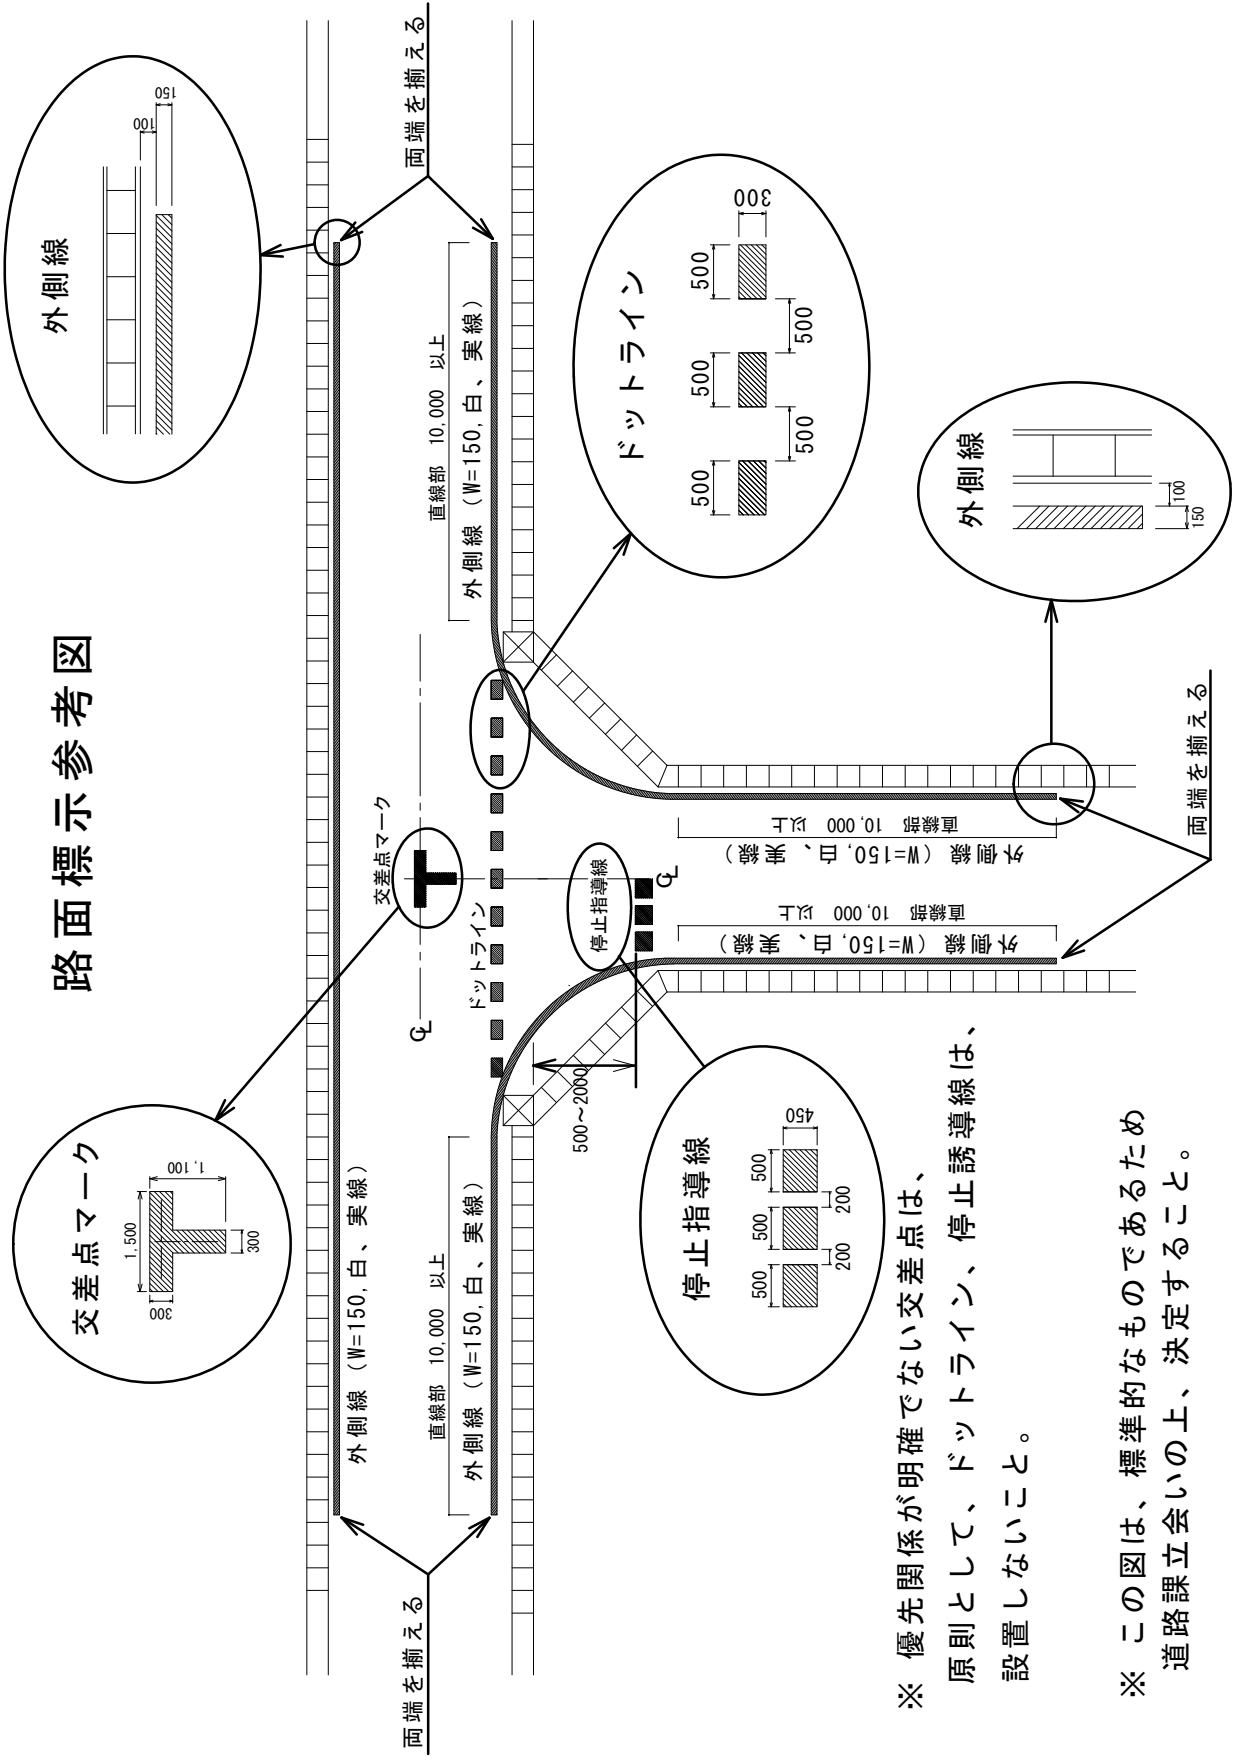 路面標示参考図
交差点マーク
1,500
300
1,100
300
外側線
100
150
両端を揃える
両端を揃える
外側線（W=150,白、実線）
交差点マーク
直線部 10,000 以上
外側線（W=150,白、実線）
直線部 10,000 以上
外側線（W=150,白、実線）
CL
ドットライン
停止指導線
CL
500～2000
ドットライン
500
500
500
300
500
500
停止指導線
500
500
500
450
200
200
外側線（W=150,白、実線）
直線部 10,000 以上
直線部 10,000 以上
外側線（W=150,白、実線）
外側線
100
150
両端を揃える
※ 優先関係が明確でない交差点は、
原則として、ドットライン、停止誘導線は、
設置しないこと。
※ この図は、標準的なものであるため
道路課立会いの上、決定すること。